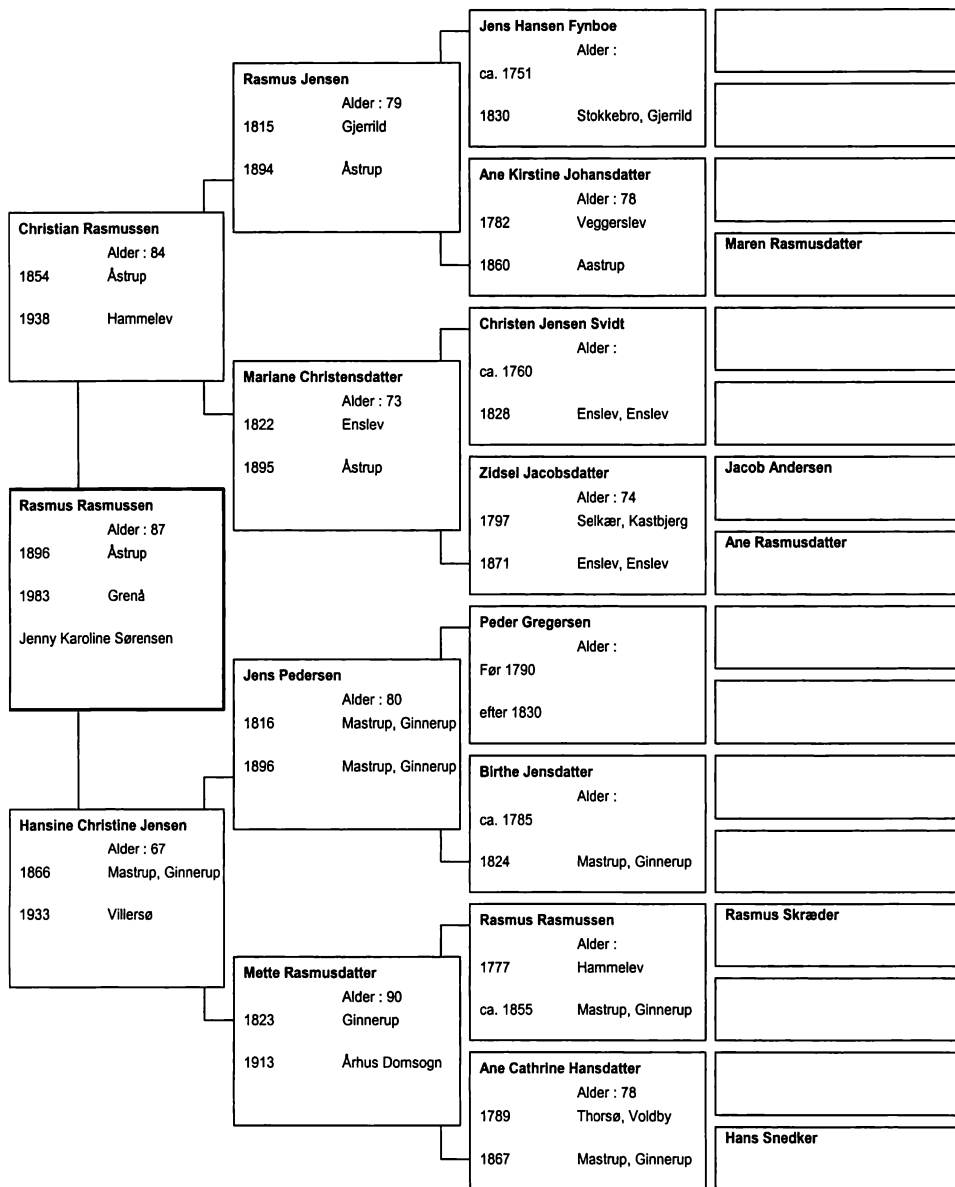 Christian Rasmussen
Alder : 84
1854 Åstrup
1938 Hammelev
Rasmus Rasmussen
Alder : 87
1896 Åstrup
1983 Grenå
Jenny Karoline Sørensen
Hansine Christine Jensen
Alder : 67
1866 Mastrup, Ginnerup
1933 Villersø
Rasmus Jensen
Alder : 79
1815 Gjerrild
1894 Åstrup
Mariane Christensdatter
Alder : 73
1822 Enslev
1895 Åstrup
Jens Pedersen
Alder : 80
1816 Mastrup, Ginnerup
1896 Mastrup, Ginnerup
Mette Rasmusdatter
Alder : 90
1823 Ginnerup
1913 Århus Domsogn
Jens Hansen Fynboe
Alder :
ca. 1751
1830 Stokkebro, Gjerrild
Ane Kirstine Johansdatter
Alder : 78
1782 Veggerslev
1860 Aastrup
Christen Jensen Svidt
Alder :
ca. 1760
1828 Enslev, Enslev
Zidsel Jacobsdatter
Alder : 74
1797 Selkær, Kastbjerg
1871 Enslev, Enslev
Peder Gregersen
Alder :
Før 1790
efter 1830
Birthe Jensdatter
Alder :
ca. 1785
1824 Mastrup, Ginnerup
Rasmus Rasmussen
Alder :
1777 Hammelev
ca. 1855 Mastrup, Ginnerup
Ane Cathrine Hansdatter
Alder : 78
1789 Thorsø, Voldby
1867 Mastrup, Ginnerup
Maren Rasmusdatter
Jacob Andersen
Ane Rasmusdatter
Rasmus Skræder
Hans Snedker